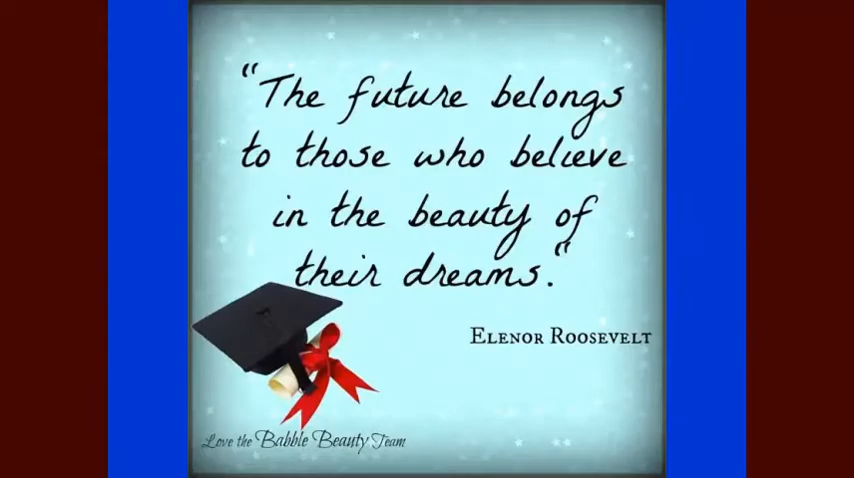 “The future belongs
to those who believe
in the beauty of
their dreams.“
Elenor Roosevelt
Love the Babble Beauty Team